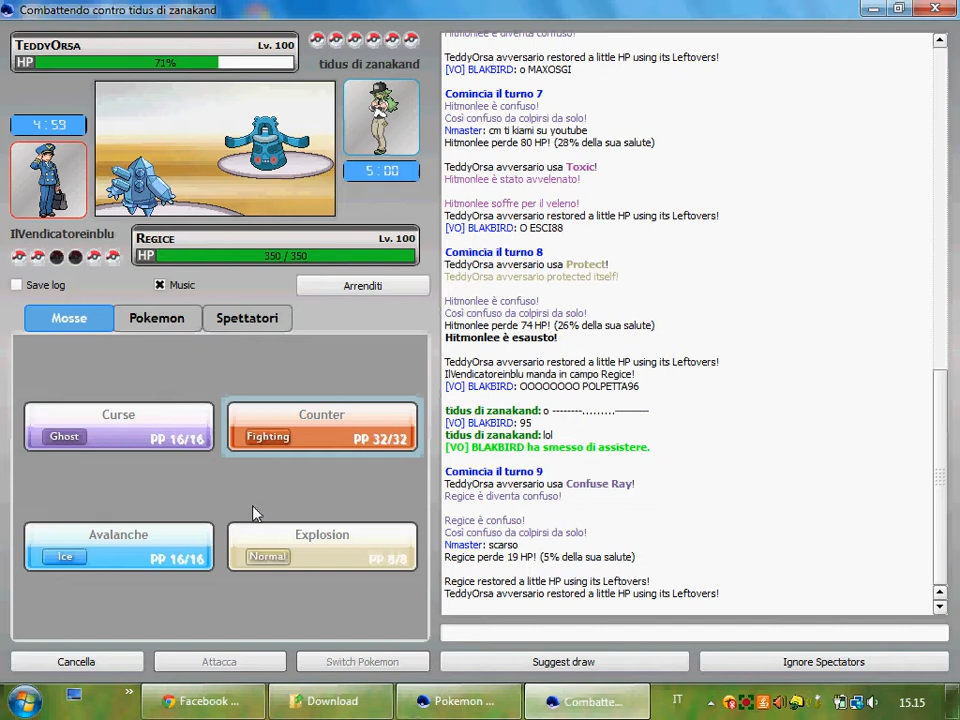 Combattendo contro tidus di zanakand
TeddyOrsa Lv. 100
HP 71%
tidus di zanakand
4:59
5:00
IlVendicatoreinblu
Regice Lv. 100
HP 350 / 350
Save log
Music
Arrenditi
Mosse
Pokemon
Spettatori
Curse
Ghost PP 16/16
Counter
Fighting PP 32/32
Avalanche
Ice PP 16/16
Explosion
Normal PP 8/8
Cancella
Attacca
Switch Pokemon
Hitmonlee è diventa confuso!
TeddyOrsa avversario restored a little HP using its Leftovers!
[VO] BLAKBIRD: o MAXOSGI
Comincia il turno 7
Hitmonlee è confuso!
Così confuso da colpirsi da solo!
Nmaster: cm ti kiami su youtube
Hitmonlee perde 80 HP! (28% della sua salute)
TeddyOrsa avversario usa Toxic!
Hitmonlee è stato avvelenato!
Hitmonlee soffre per il veleno!
TeddyOrsa avversario restored a little HP using its Leftovers!
[VO] BLAKBIRD: O ESCI88
Comincia il turno 8
TeddyOrsa avversario usa Protect!
TeddyOrsa avversario protected itself!
Hitmonlee è confuso!
Così confuso da colpirsi da solo!
Hitmonlee perde 74 HP! (26% della sua salute)
Hitmonlee è esausto!
TeddyOrsa avversario restored a little HP using its Leftovers!
IlVendicatoreinblu manda in campo Regice!
[VO] BLAKBIRD: OOOOOOOO POLPETTA96
tidus di zanakand: o --------.........--------
[VO] BLAKBIRD: 95
tidus di zanakand: lol
[VO] BLAKBIRD ha smesso di assistere.
Comincia il turno 9
TeddyOrsa avversario usa Confuse Ray!
Regice è diventa confuso!
Regice è confuso!
Così confuso da colpirsi da solo!
Nmaster: scarso
Regice perde 19 HP! (5% della sua salute)
Regice restored a little HP using its Leftovers!
TeddyOrsa avversario restored a little HP using its Leftovers!
Suggest draw
Ignore Spectators
»
Facebook ...
Download
Pokemon ...
Combatte...
IT
15.15